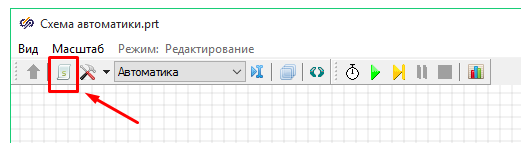 Схема автоматики.prt
Вид Масштаб Режим: Редактирование
Автоматика